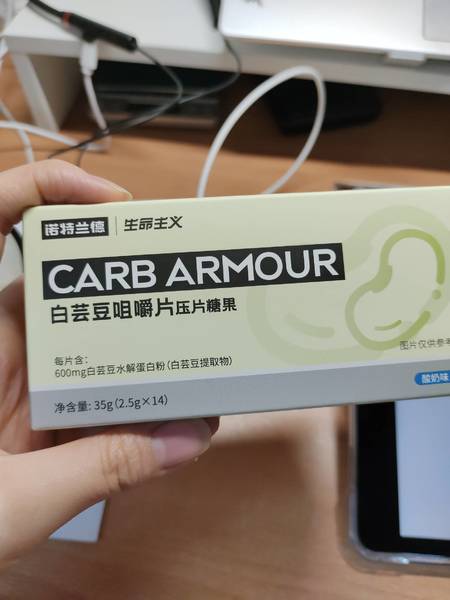 诺特兰德 生命主义
CARB ARMOUR
白芸豆咀嚼片压片糖果
图片仅供参考
每片含:
600mg白芸豆水解蛋白粉(白芸豆提取物)
酸奶味
净含量: 35g(2.5g×14)